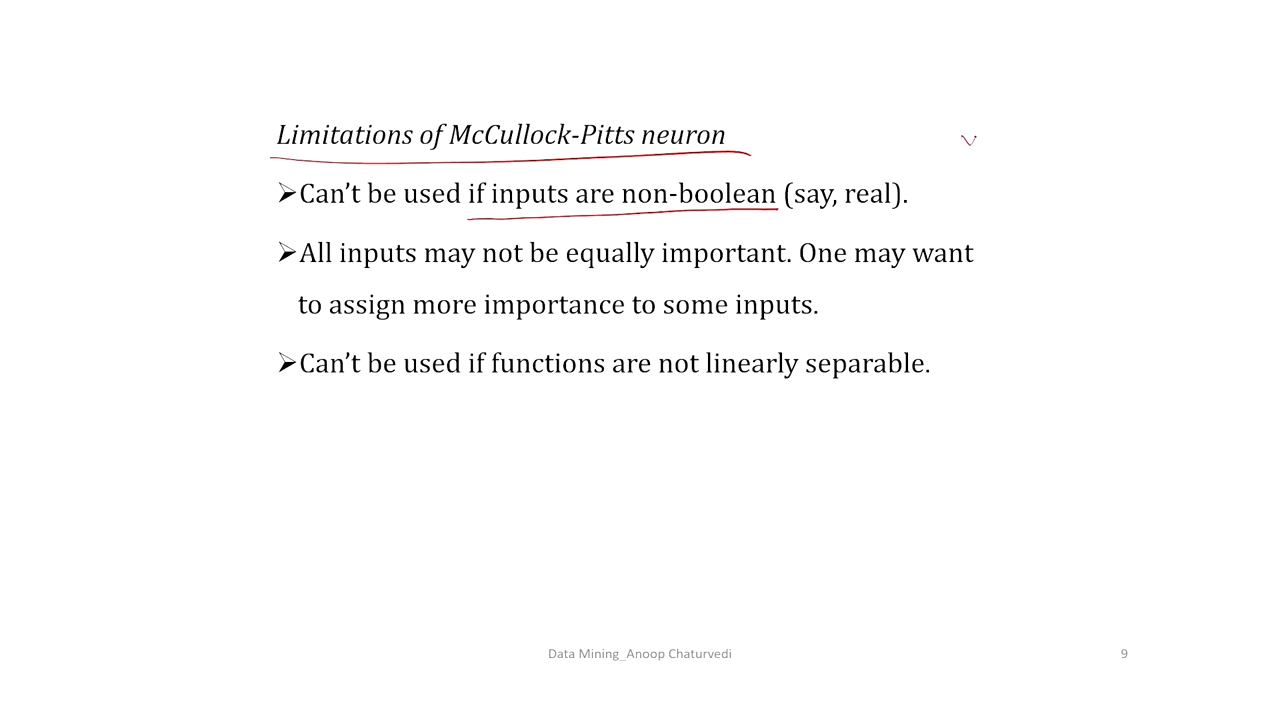 Limitations of McCullock-Pitts neuron
➢Can’t be used if inputs are non-boolean (say, real).
➢All inputs may not be equally important. One may want
to assign more importance to some inputs.
➢Can’t be used if functions are not linearly separable.
Data Mining_Anoop Chaturvedi
9